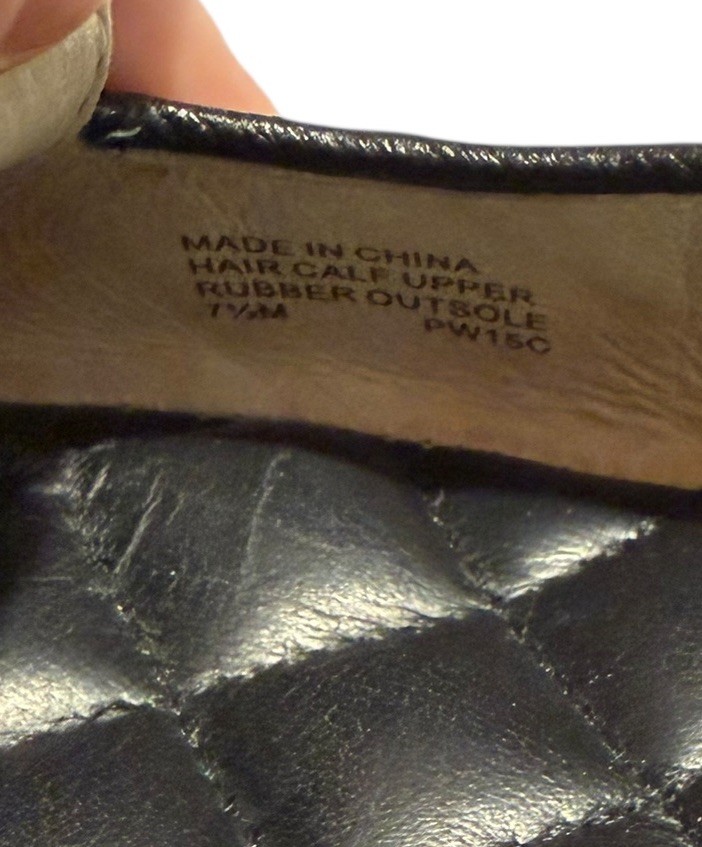 MADE IN CHINA
HAIR CALF UPPER
RUBBER OUTSOLE
7½M PW15C